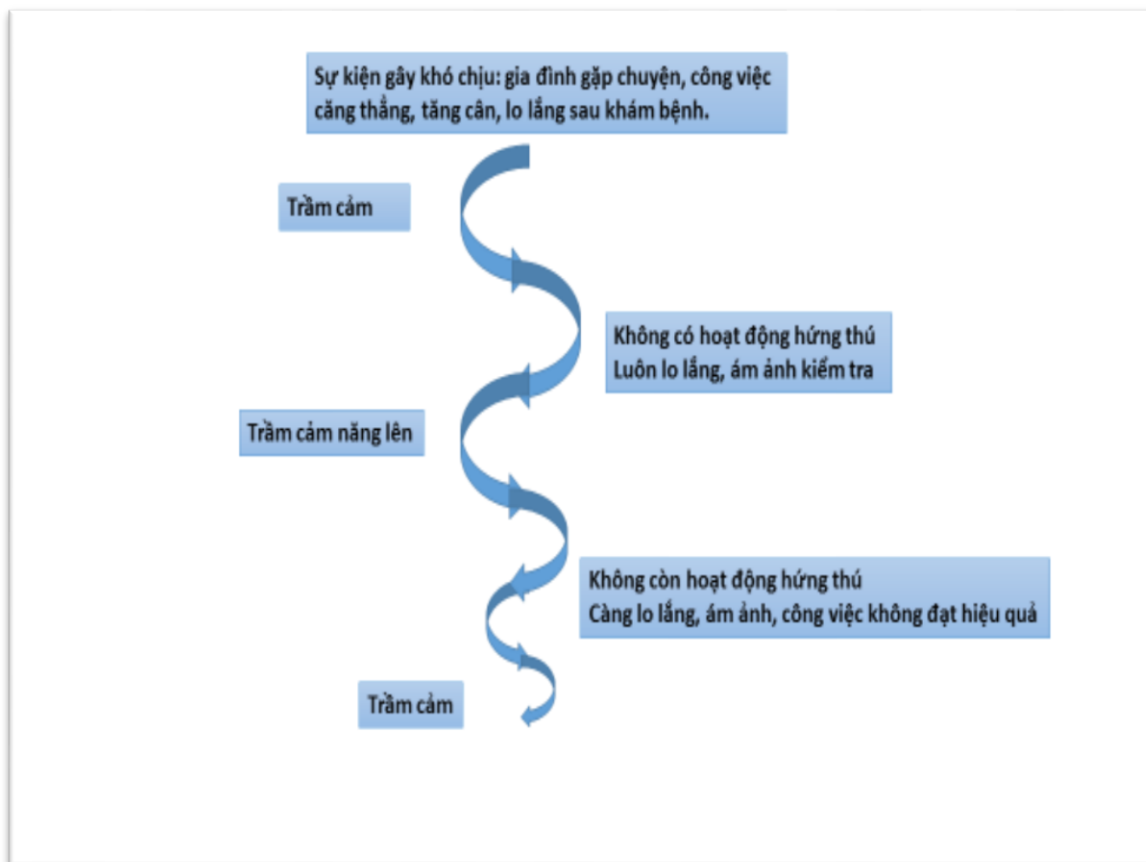 Sự kiện gây khó chịu: gia đình gặp chuyện, công việc
căng thẳng, tăng cân, lo lắng sau khám bệnh.
Trầm cảm
Không có hoạt động hứng thú
Luôn lo lắng, ám ảnh kiểm tra
Trầm cảm năng lên
Không còn hoạt động hứng thú
Càng lo lắng, ám ảnh, công việc không đạt hiệu quả
Trầm cảm